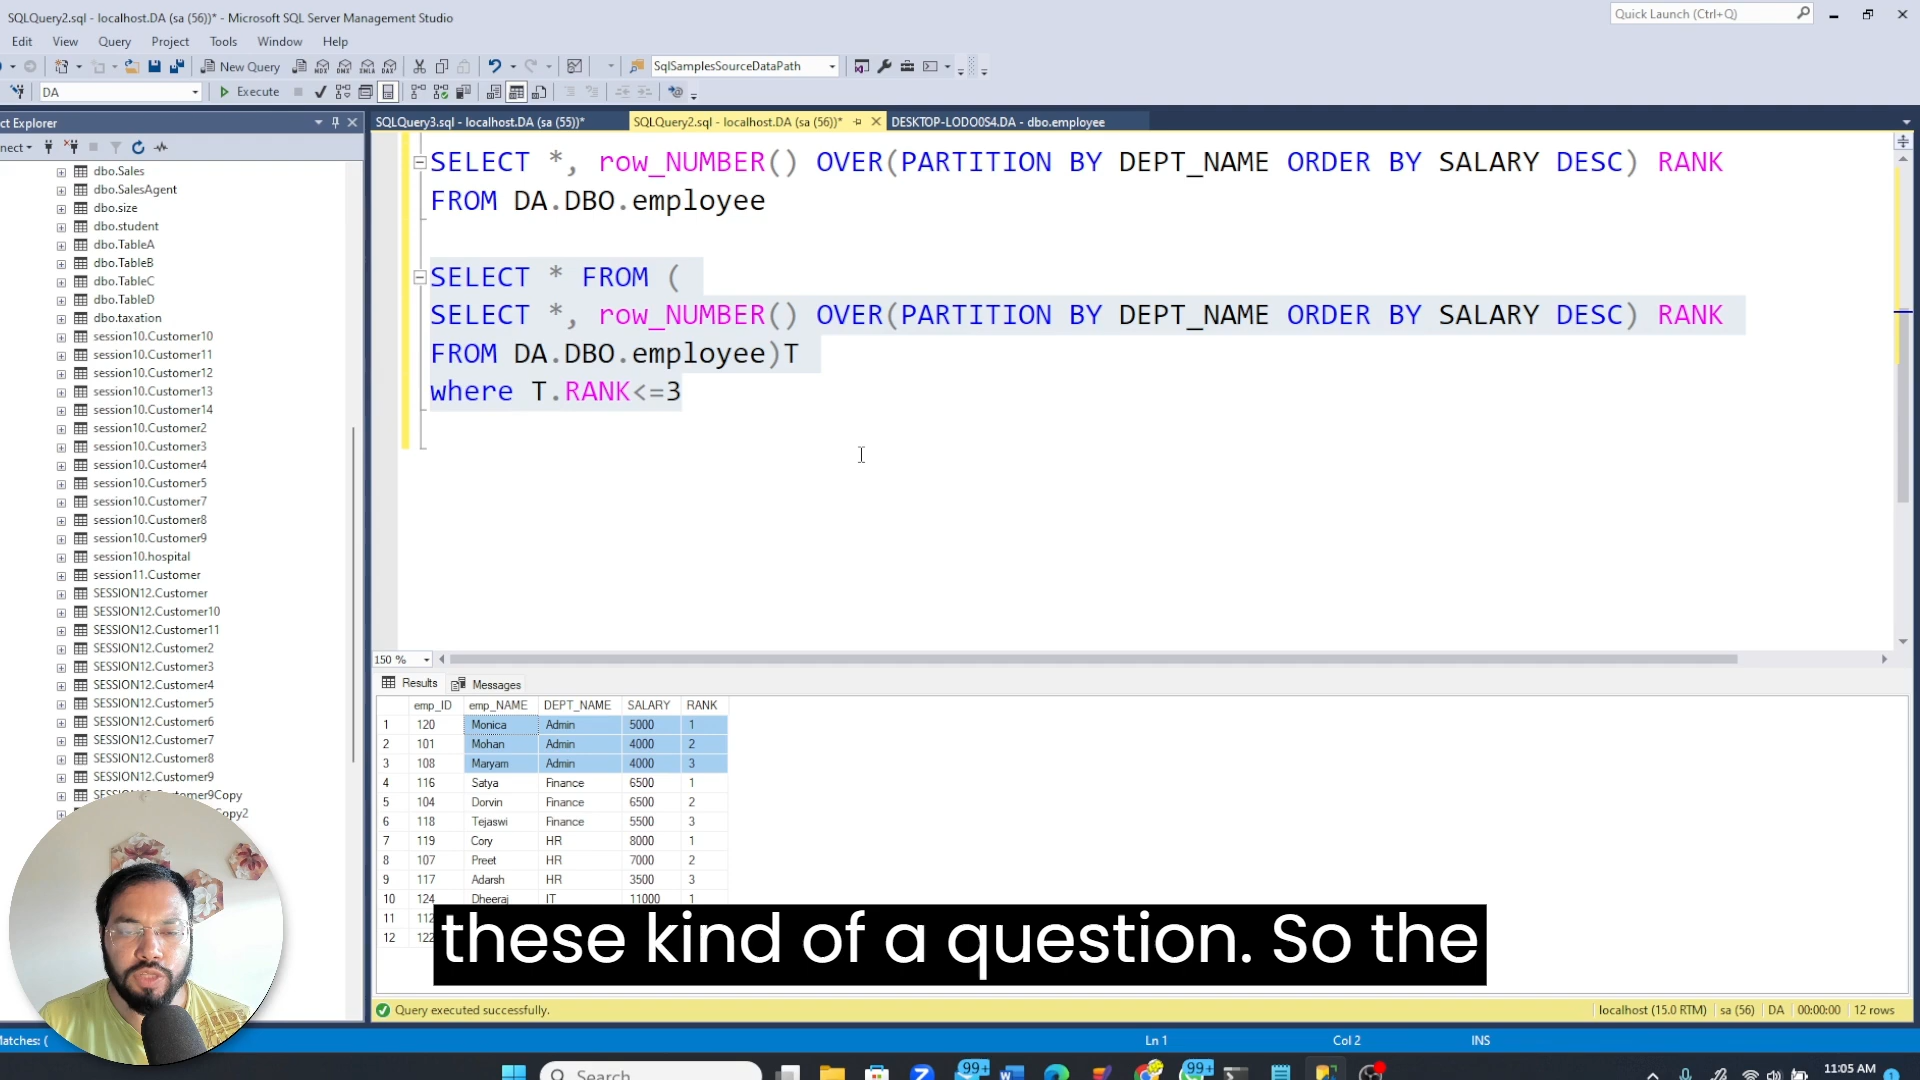 SQLQuery2.sql - localhost.DA (sa (56))* - Microsoft SQL Server Management Studio
Quick Launch (Ctrl+Q)
Edit View Query Project Tools Window Help
New Query
SqlSamplesSourceDataPath
DA
Execute
ct Explorer
SQLQuery3.sql - localhost.DA (sa (55))*
SQLQuery2.sql - localhost.DA (sa (56))*
DESKTOP-LODO0S4.DA - dbo.employee
nect
dbo.Sales
dbo.SalesAgent
dbo.size
dbo.student
dbo.TableA
dbo.TableB
dbo.TableC
dbo.TableD
dbo.taxation
session10.Customer10
session10.Customer11
session10.Customer12
session10.Customer13
session10.Customer14
session10.Customer2
session10.Customer3
session10.Customer4
session10.Customer5
session10.Customer7
session10.Customer8
session10.Customer9
session10.hospital
session11.Customer
SESSION12.Customer
SESSION12.Customer10
SESSION12.Customer11
SESSION12.Customer2
SESSION12.Customer3
SESSION12.Customer4
SESSION12.Customer5
SESSION12.Customer6
SESSION12.Customer7
SESSION12.Customer8
SESSION12.Customer9
tomer9Copy
opy2
SELECT *, row_NUMBER() OVER(PARTITION BY DEPT_NAME ORDER BY SALARY DESC) RANK
FROM DA.DBO.employee
SELECT * FROM (
SELECT *, row_NUMBER() OVER(PARTITION BY DEPT_NAME ORDER BY SALARY DESC) RANK
FROM DA.DBO.employee)T
where T.RANK<=3
150 %
Results Messages
emp_ID emp_NAME DEPT_NAME SALARY RANK
1 120 Monica Admin 5000 1
2 101 Mohan Admin 4000 2
3 108 Maryam Admin 4000 3
4 116 Satya Finance 6500 1
5 104 Dorvin Finance 6500 2
6 118 Tejaswi Finance 5500 3
7 119 Cory HR 8000 1
8 107 Preet HR 7000 2
9 117 Adarsh HR 3500 3
10 124 Dheeraj IT 11000 1
11 112
12 122
these kind of a question. So the
Query executed successfully.
localhost (15.0 RTM) sa (56) DA 00:00:00 12 rows
atches: (
Ln 1 Col 2 INS
Search
99+
99+
11:05 AM